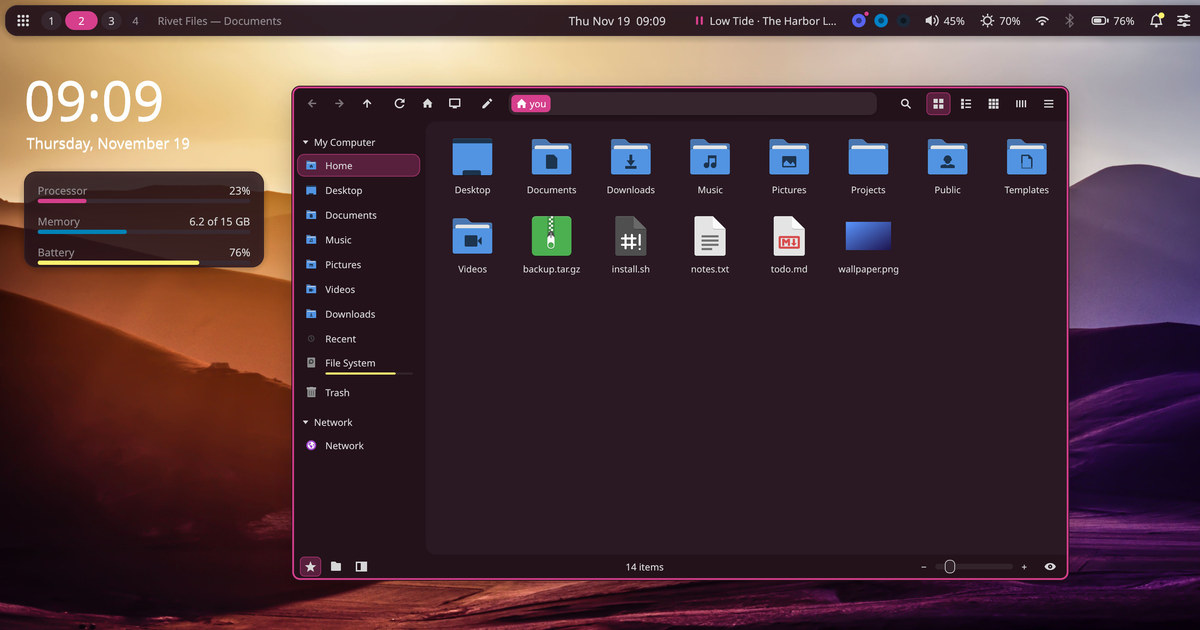 1 2 3 4 Rivet Files — Documents Thu Nov 19 09:09 Low Tide · The Harbor L... 45% 70% 76%
09:09
Thursday, November 19
Processor 23%
Memory 6.2 of 15 GB
Battery 76%
you
My Computer
Home
Desktop
Documents
Music
Pictures
Videos
Downloads
Recent
File System
Trash
Network
Network
Desktop Documents Downloads Music Pictures Projects Public Templates
Videos backup.tar.gz install.sh notes.txt todo.md wallpaper.png
14 items